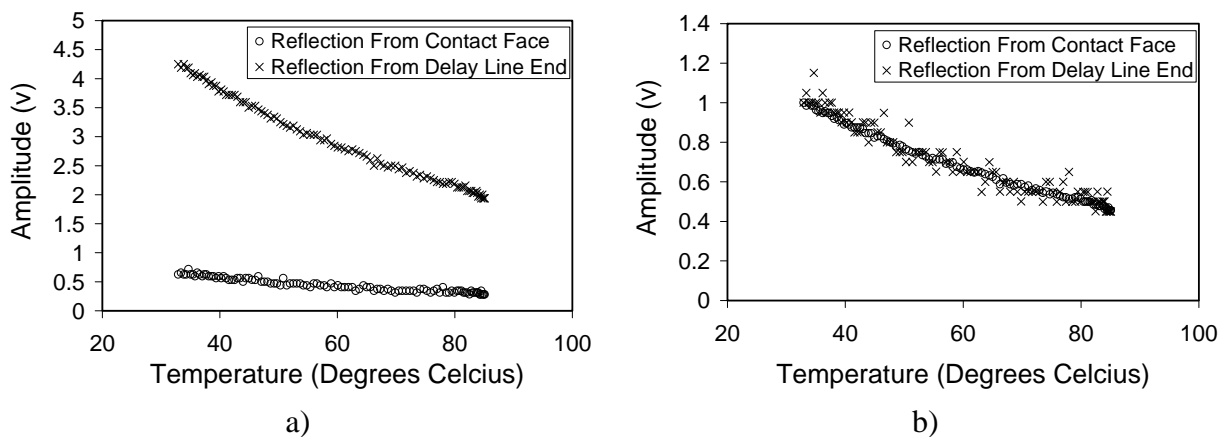 5
4.5
4
3.5
3
2.5
2
1.5
1
0.5
0
Amplitude (v)
Reflection From Contact Face
Reflection From Delay Line End
20 40 60 80 100
Temperature (Degrees Celcius)
a)
1.4
1.2
1
0.8
0.6
0.4
0.2
0
Amplitude (v)
Reflection From Contact Face
Reflection From Delay Line End
20 40 60 80 100
Temperature (Degrees Celcius)
b)